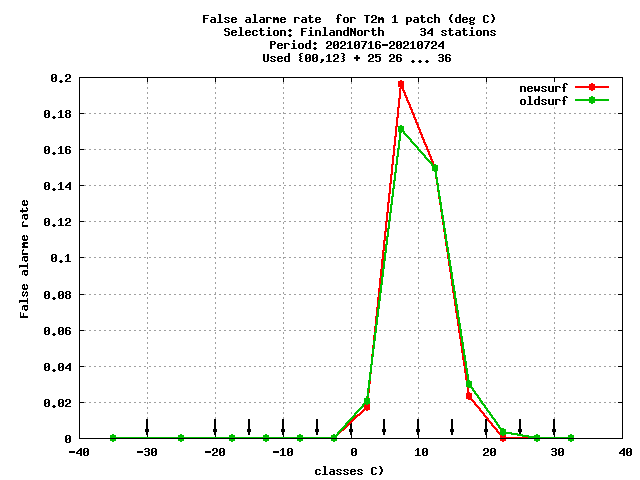 False alarme rate  for T2m 1 patch (deg C)
Selection: FinlandNorth     34 stations
Period: 20210716-20210724
Used {00,12} + 25 26 ... 36
0.2
newsurf
oldsurf
0.18
0.16
0.14
0.12
0.1
0.08
0.06
0.04
0.02
0
False alarme rate
-40 -30 -20 -10 0 10 20 30 40
classes C)